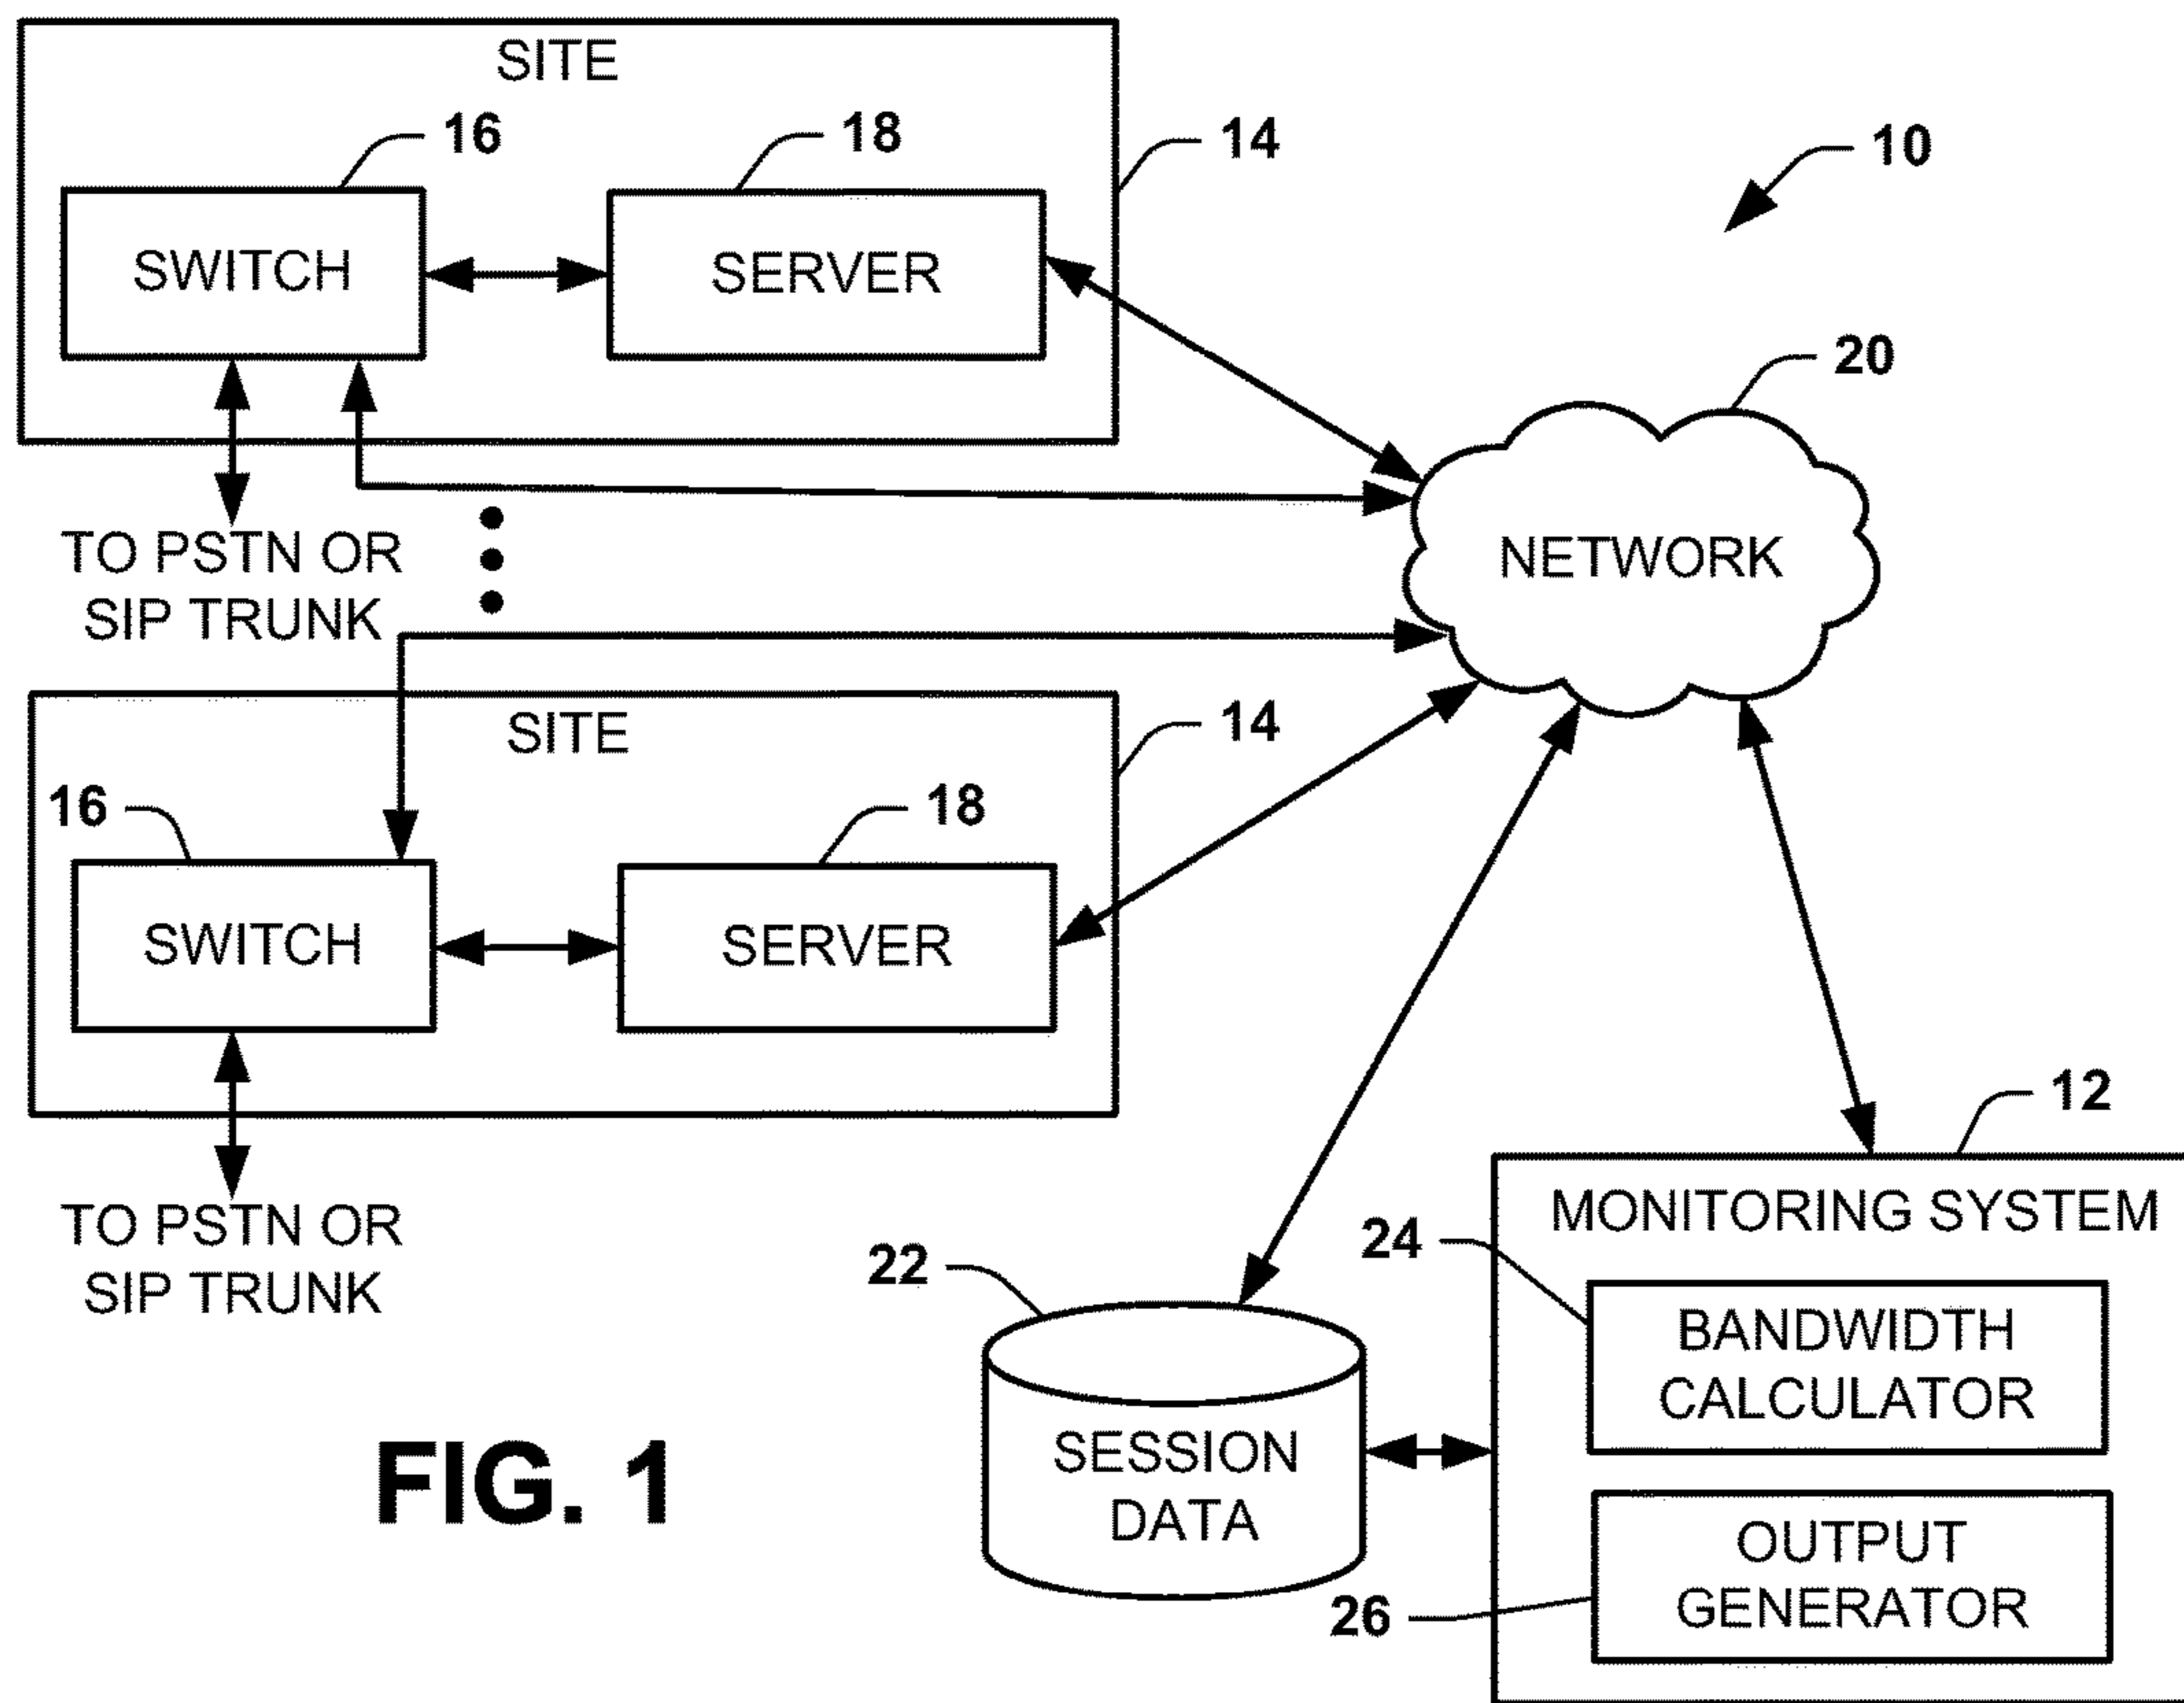 SITE
16
18
14
10
SWITCH
SERVER
20
TO PSTN OR
SIP TRUNK
NETWORK
SITE
14
16
18
SWITCH
SERVER
12
TO PSTN OR
SIP TRUNK
MONITORING SYSTEM
24
22
BANDWIDTH
CALCULATOR
SESSION
DATA
OUTPUT
GENERATOR
26
FIG. 1